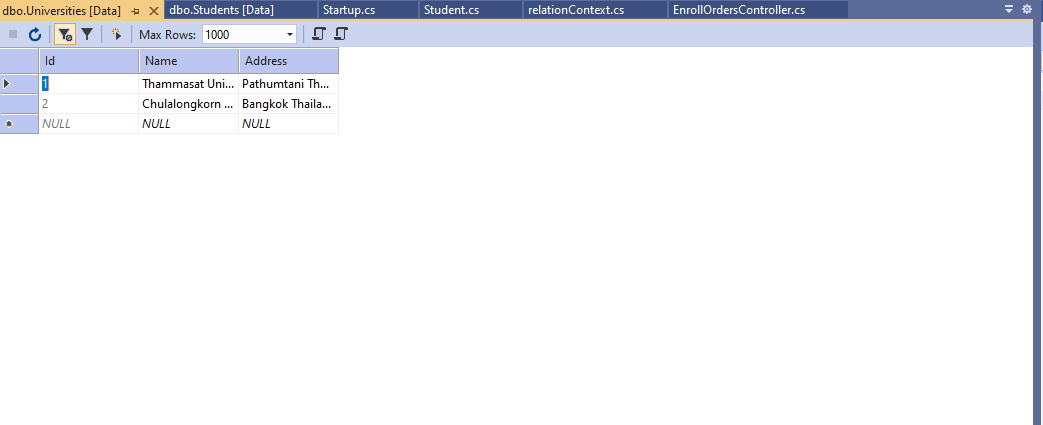 dbo.Universities [Data] dbo.Students [Data] Startup.cs Student.cs relationContext.cs EnrollOrdersController.cs
Max Rows: 1000
Id Name Address
1 Thammasat Uni... Pathumtani Th...
2 Chulalongkorn ... Bangkok Thaila...
NULL NULL NULL